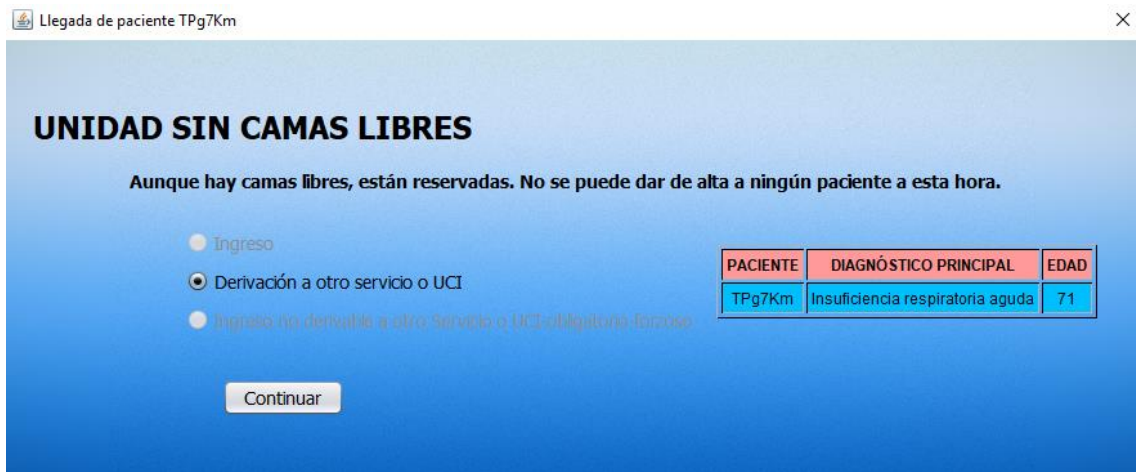 Llegada de paciente TPg7Km
UNIDAD SIN CAMAS LIBRES
Aunque hay camas libres, están reservadas. No se puede dar de alta a ningún paciente a esta hora.
Ingreso
Derivación a otro servicio o UCI
Ingreso no derivable a otro Servicio o UCI obligatorio forzoso
PACIENTE DIAGNÓSTICO PRINCIPAL EDAD
TPg7Km Insuficiencia respiratoria aguda 71
Continuar